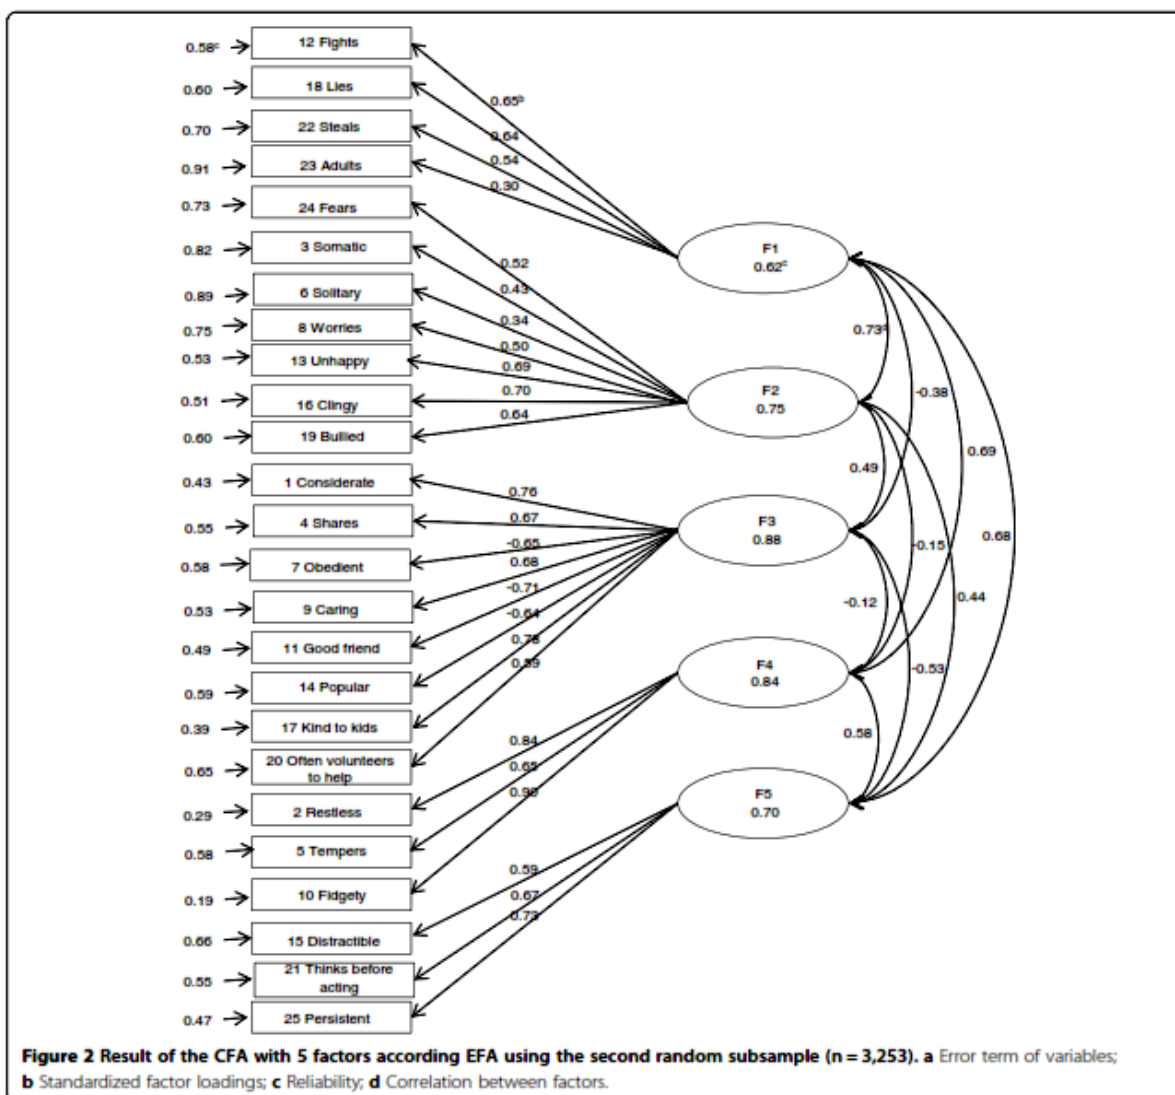 0.58c 12 Fights
0.60 18 Lies
0.70 22 Steals
0.91 23 Adults
0.73 24 Fears
0.82 3 Somatic
0.89 6 Solitary
0.75 8 Worries
0.53 13 Unhappy
0.51 16 Clingy
0.60 19 Bullied
0.43 1 Considerate
0.55 4 Shares
0.58 7 Obedient
0.53 9 Caring
0.49 11 Good friend
0.59 14 Popular
0.39 17 Kind to kids
0.65 20 Often volunteers
to help
0.29 2 Restless
0.58 5 Tempers
0.19 10 Fidgety
0.66 15 Distractible
0.55 21 Thinks before
acting
0.47 25 Persistent
0.65b
0.64
0.54
0.30
0.52
0.43
0.34
0.50
0.69
0.70
0.64
0.76
0.67
-0.65
0.68
-0.71
-0.64
0.78
0.59
0.84
0.65
0.90
0.59
0.67
0.73
F1
0.62c
F2
0.75
F3
0.88
F4
0.84
F5
0.70
0.73d
-0.38
0.69
0.49
0.68
-0.15
0.44
-0.12
-0.53
0.58
Figure 2 Result of the CFA with 5 factors according EFA using the second random subsample (n = 3,253). a Error term of variables;
b Standardized factor loadings; c Reliability; d Correlation between factors.